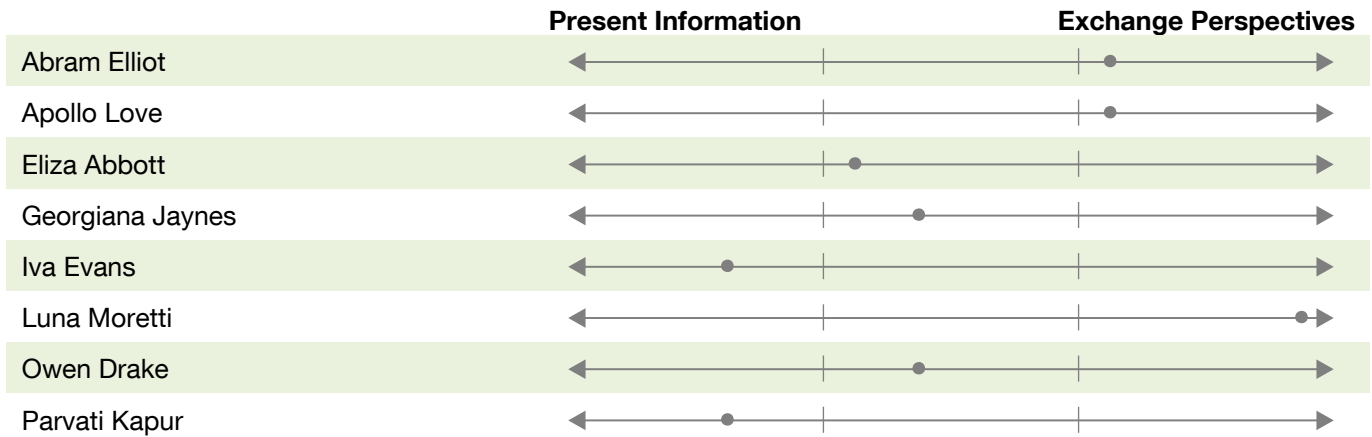 Present Information Exchange Perspectives
Abram Elliot
Apollo Love
Eliza Abbott
Georgiana Jaynes
Iva Evans
Luna Moretti
Owen Drake
Parvati Kapur